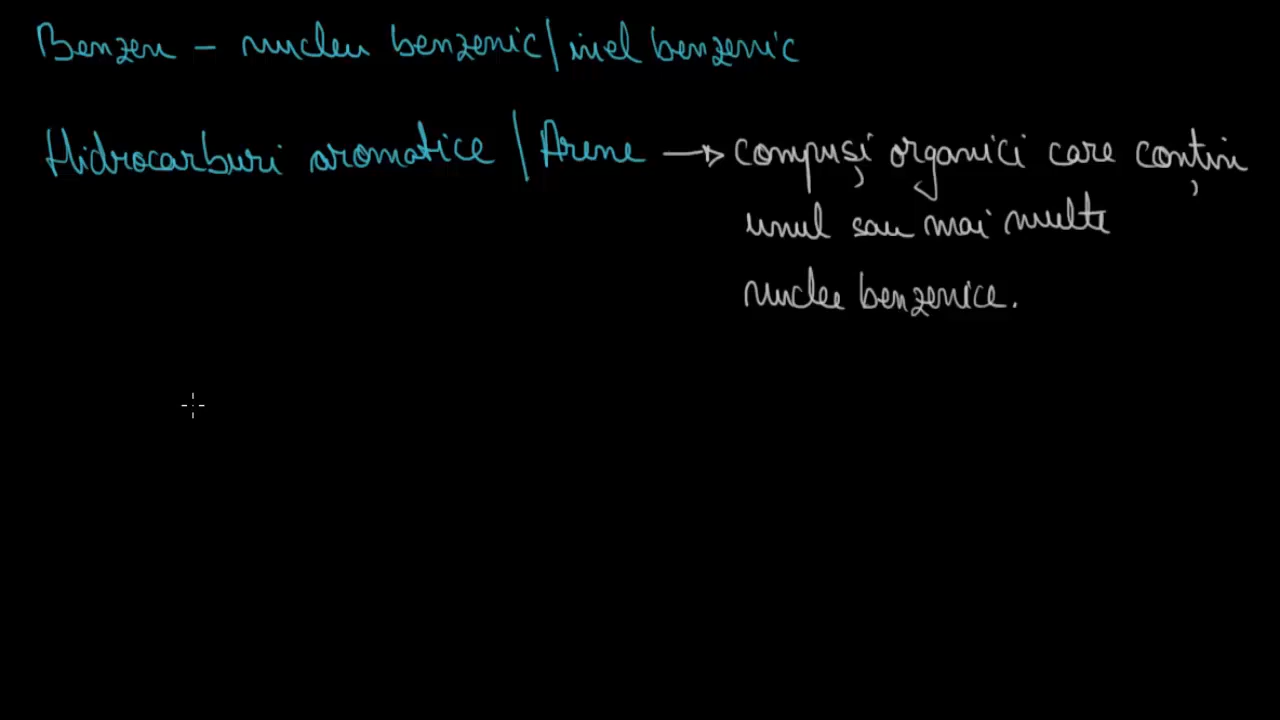 Benzen - nucleu benzenic/inel benzenic
Hidrocarburi aromatice / Arene → compuși organici care conțin
unul sau mai multe
nuclee benzenice.